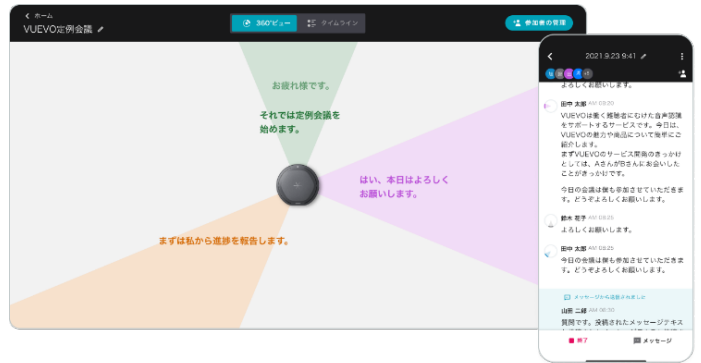 ホーム
VUEVO定例会議
360°ビュー
タイムライン
参加者の管理
お疲れ様です。
それでは定例会議を
始めます。
はい、本日はよろしく
お願いします。
まずは私から進捗を報告します。
2021.9.23 9:41
よろしくお願いします。
田中 太郎 AM 09:20
VUEVOは働く難聴者にむけた音声認識
をサポートするサービスです。今日は、
VUEVOの魅力や商品について簡単にご
紹介します。
まずVUEVOのサービス開発のきっかけ
としては、AさんがBさんにお会いした
ことがきっかけです。
今日の会議は僕も参加させていただきま
す。どうぞよろしくお願いします。
鈴木 花子 AM 09:25
よろしくお願いします。
田中 太郎 AM 09:25
今日の会議は僕も参加させていただきま
す。どうぞよろしくお願いします。
メッセージから送信されました
山田 二郎 AM 06:30
質問です。投稿されたメッセージテキス
終了
メッセージ